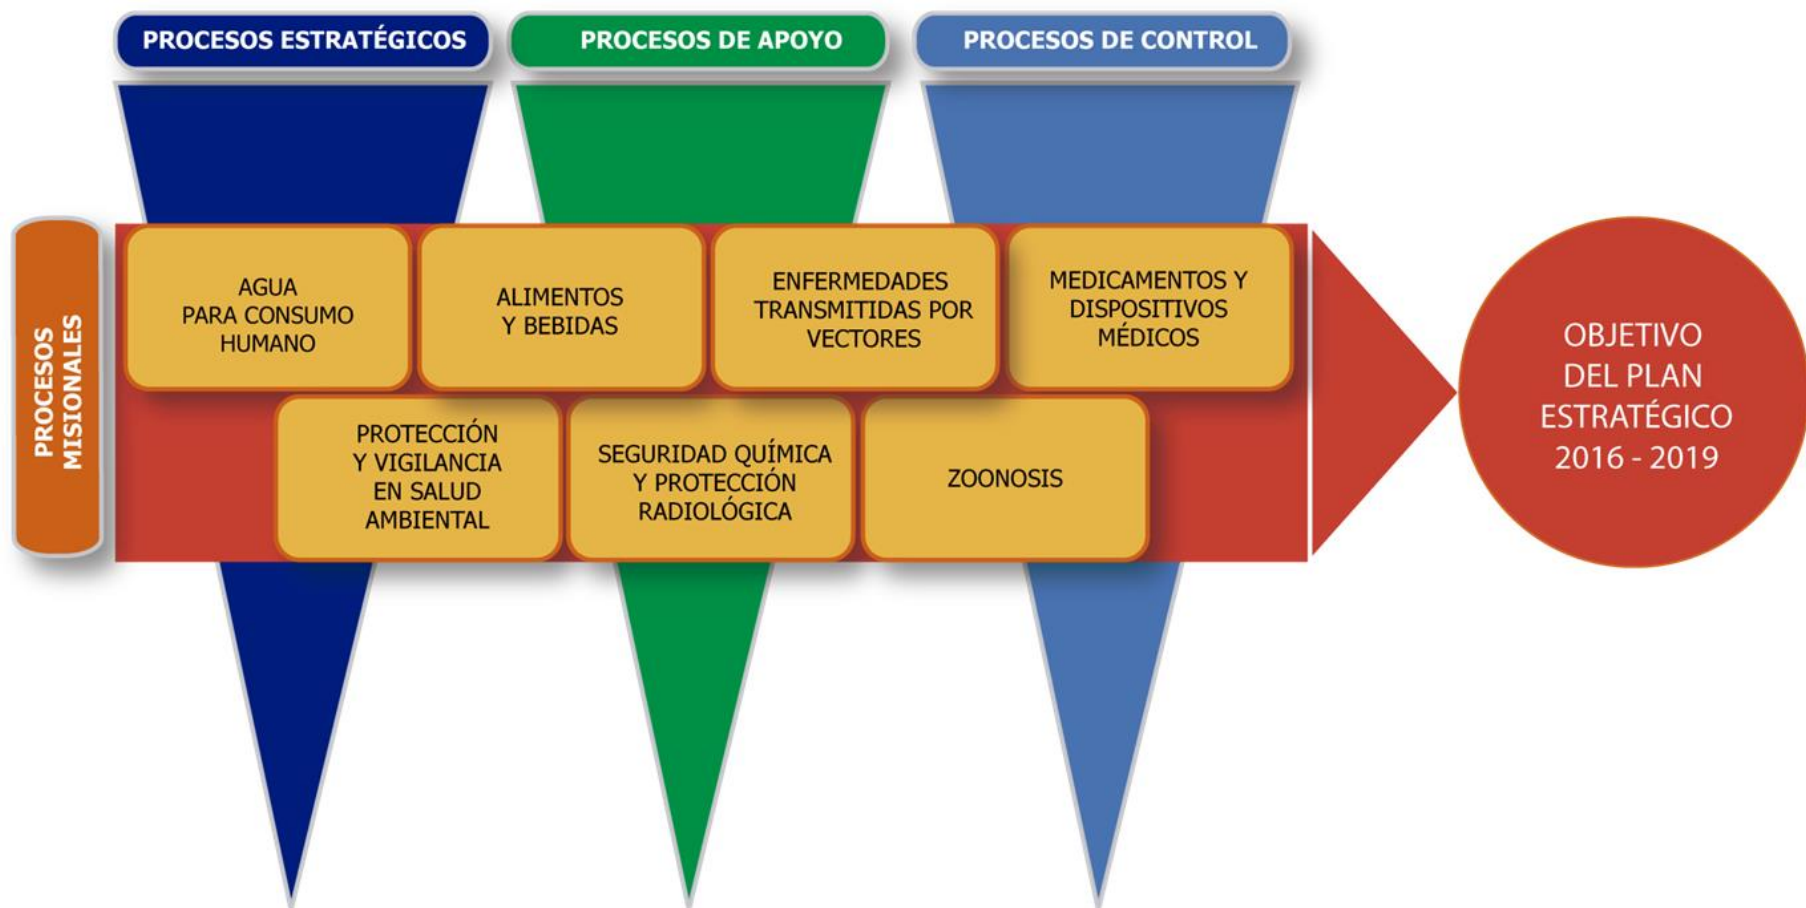 PROCESOS ESTRATÉGICOS
PROCESOS DE APOYO
PROCESOS DE CONTROL
PROCESOS
MISIONALES
AGUA
PARA CONSUMO
HUMANO
ALIMENTOS
Y BEBIDAS
ENFERMEDADES
TRANSMITIDAS POR
VECTORES
MEDICAMENTOS Y
DISPOSITIVOS
MÉDICOS
PROTECCIÓN
Y VIGILANCIA
EN SALUD
AMBIENTAL
SEGURIDAD QUÍMICA
Y PROTECCIÓN
RADIOLÓGICA
ZOONOSIS
OBJETIVO
DEL PLAN
ESTRATÉGICO
2016 - 2019